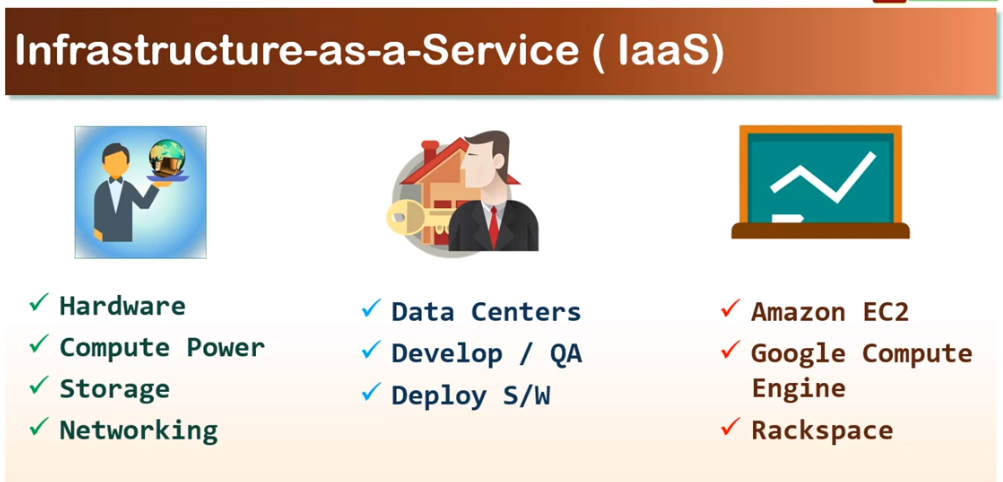 Infrastructure-as-a-Service ( IaaS)
Hardware
Compute Power
Storage
Networking
Data Centers
Develop / QA
Deploy S/W
Amazon EC2
Google Compute
Engine
Rackspace